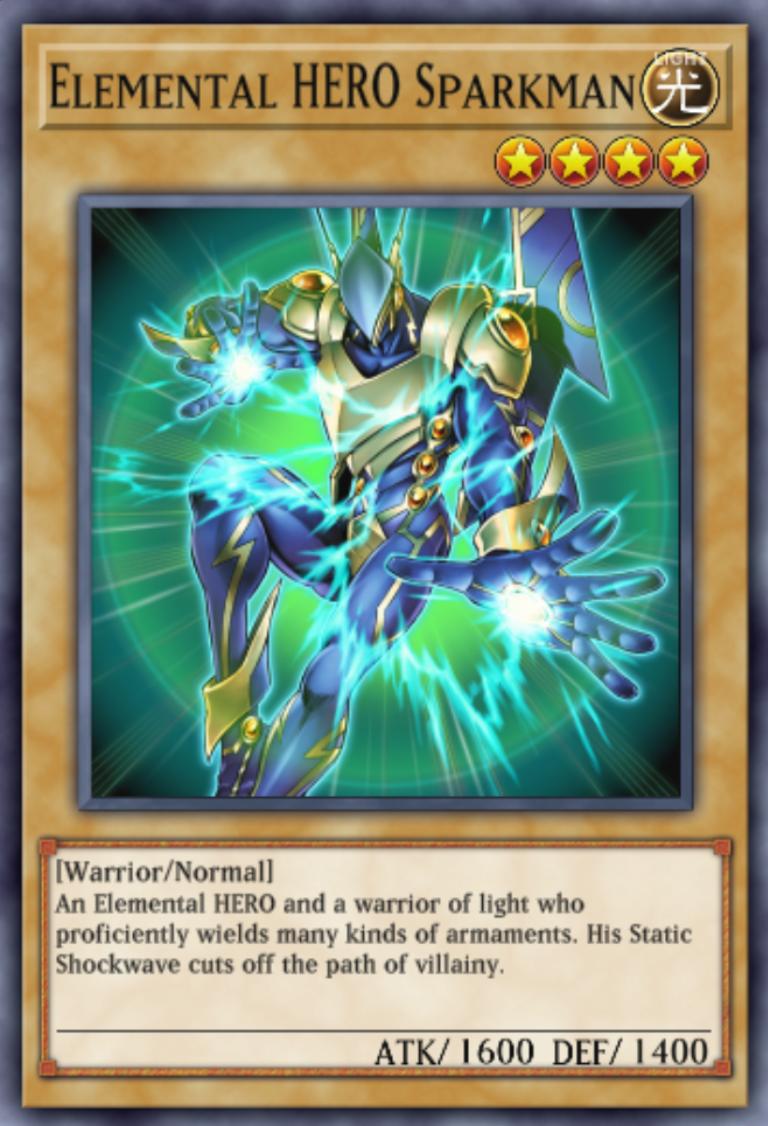 Elemental HERO Sparkman
LIGHT
光
[Warrior/Normal]
An Elemental HERO and a warrior of light who
proficiently wields many kinds of armaments. His Static
Shockwave cuts off the path of villainy.
ATK/ 1600 DEF/ 1400